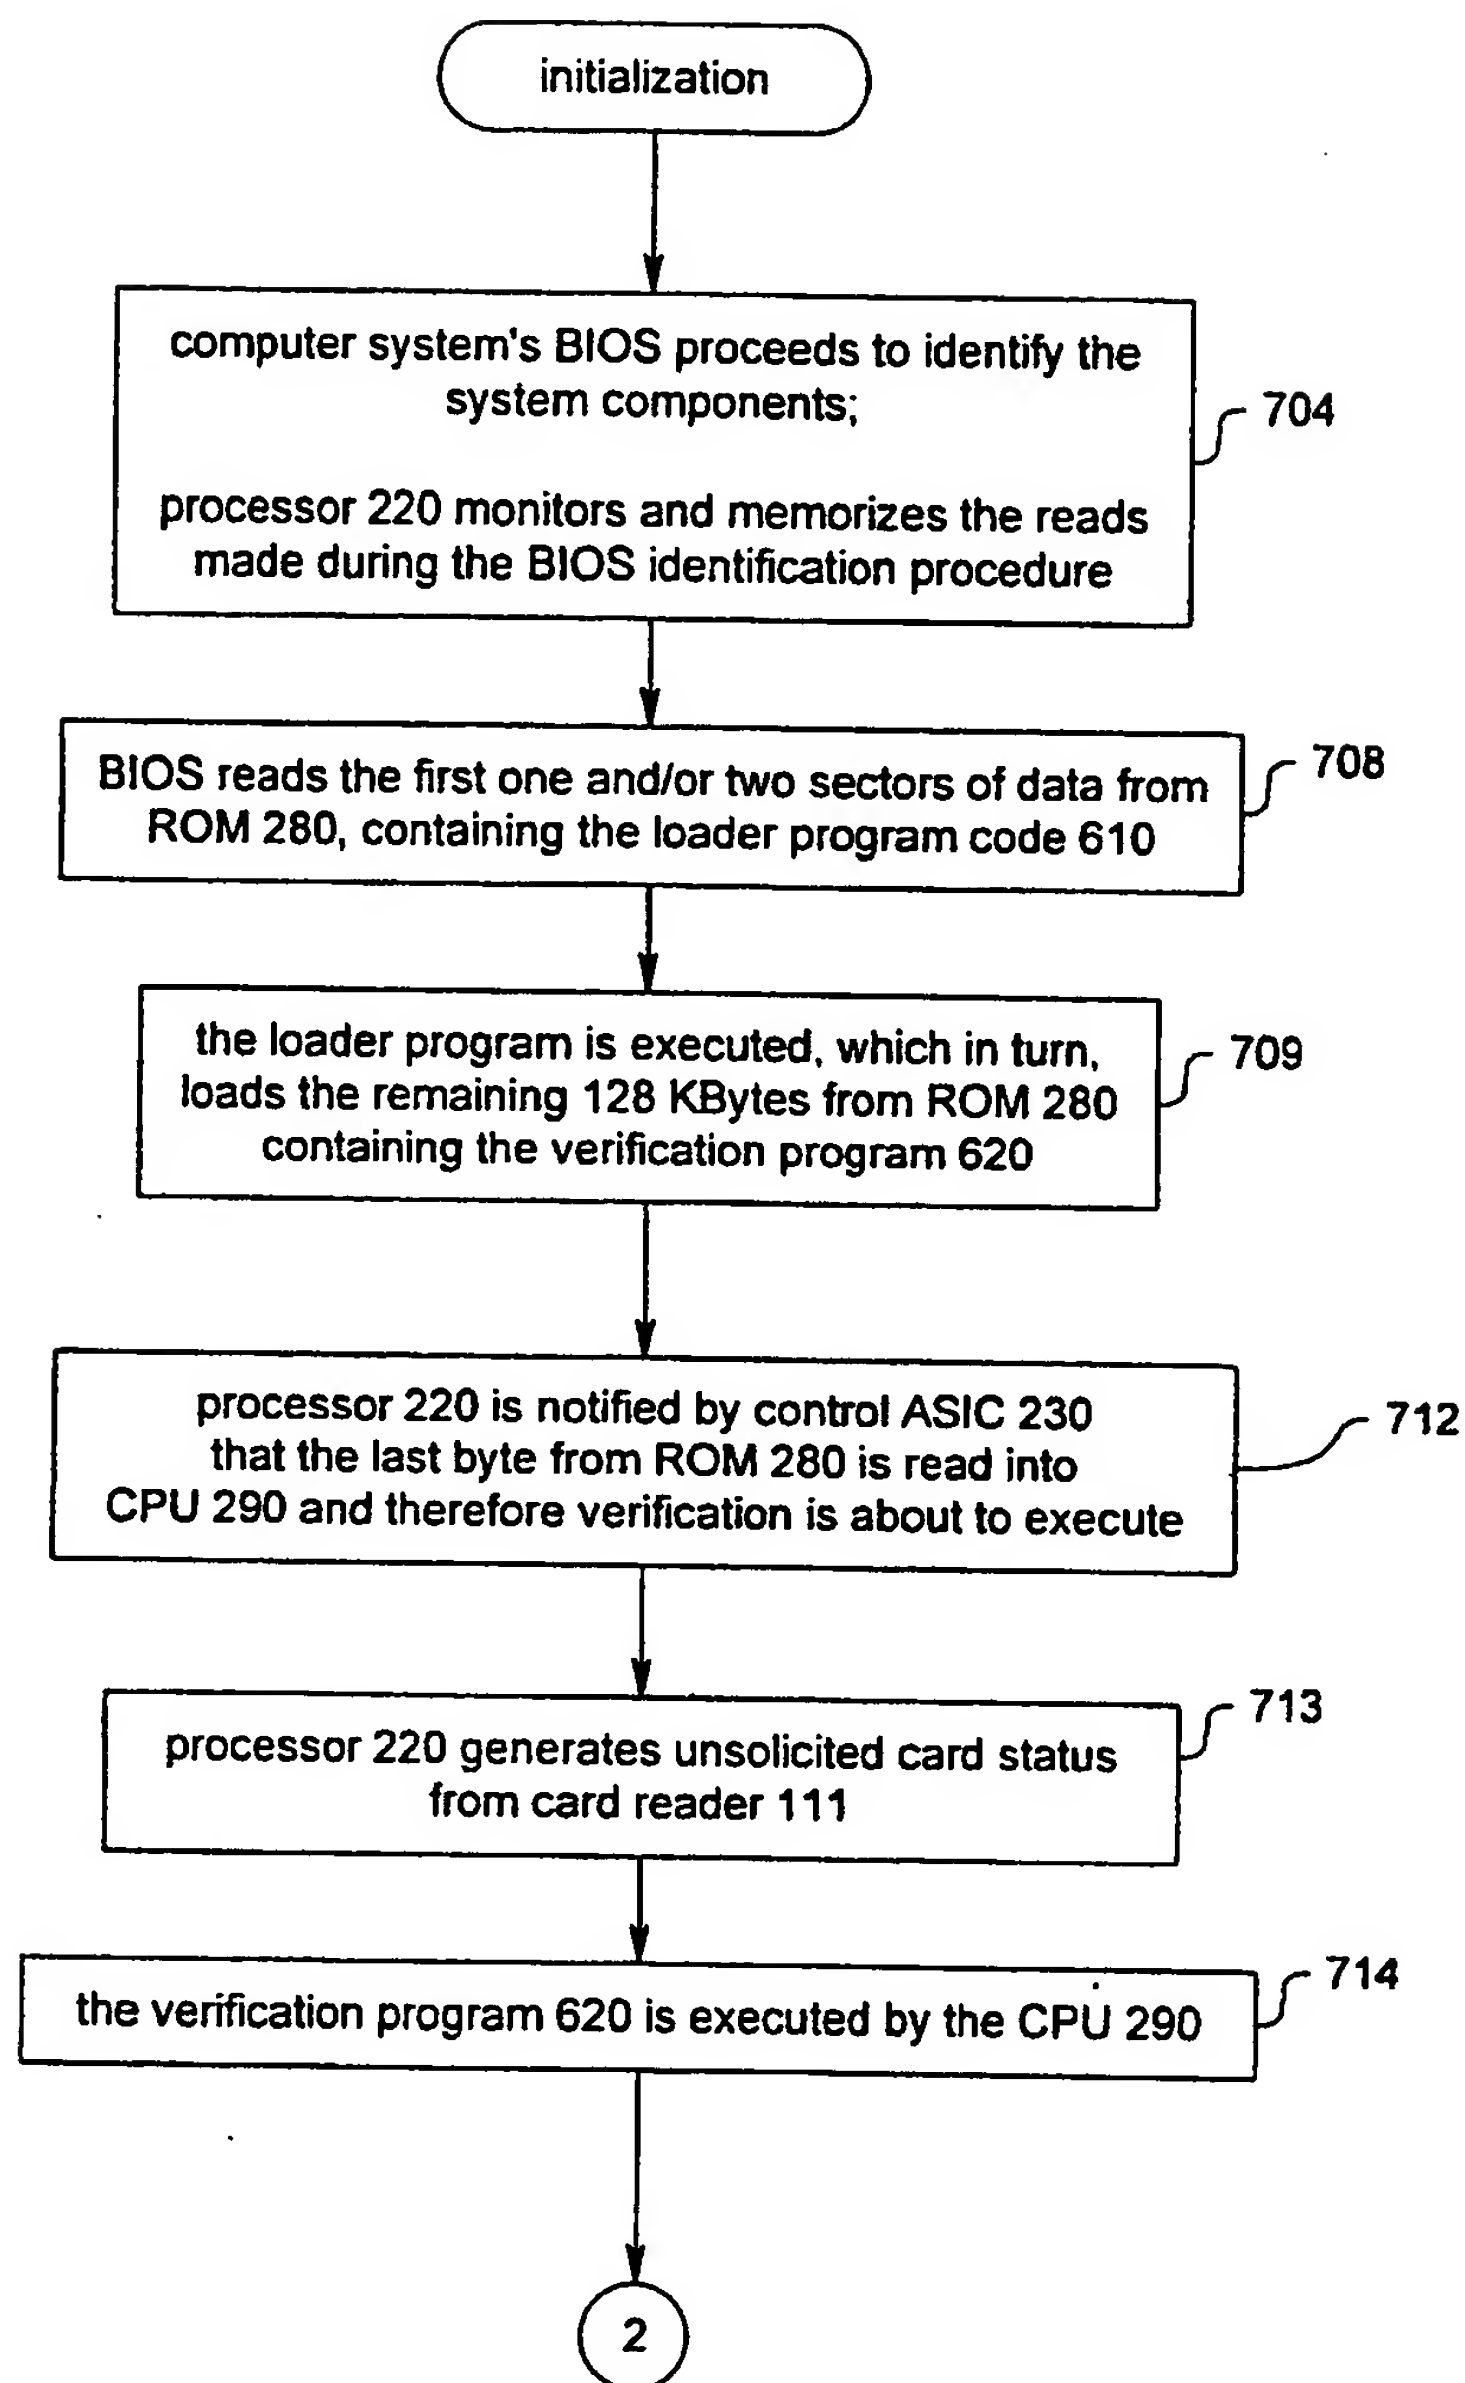 initialization
computer system's BIOS proceeds to identify the
system components;
704
processor 220 monitors and memorizes the reads
made during the BIOS identification procedure
BIOS reads the first one and/or two sectors of data from
ROM 280, containing the loader program code 610
708
the loader program is executed, which in turn,
loads the remaining 128 KBytes from ROM 280
containing the verification program 620
709
processor 220 is notified by control ASIC 230
that the last byte from ROM 280 is read into
CPU 290 and therefore verification is about to execute
712
processor 220 generates unsolicited card status
from card reader 111
713
the verification program 620 is executed by the CPU 290
714
2